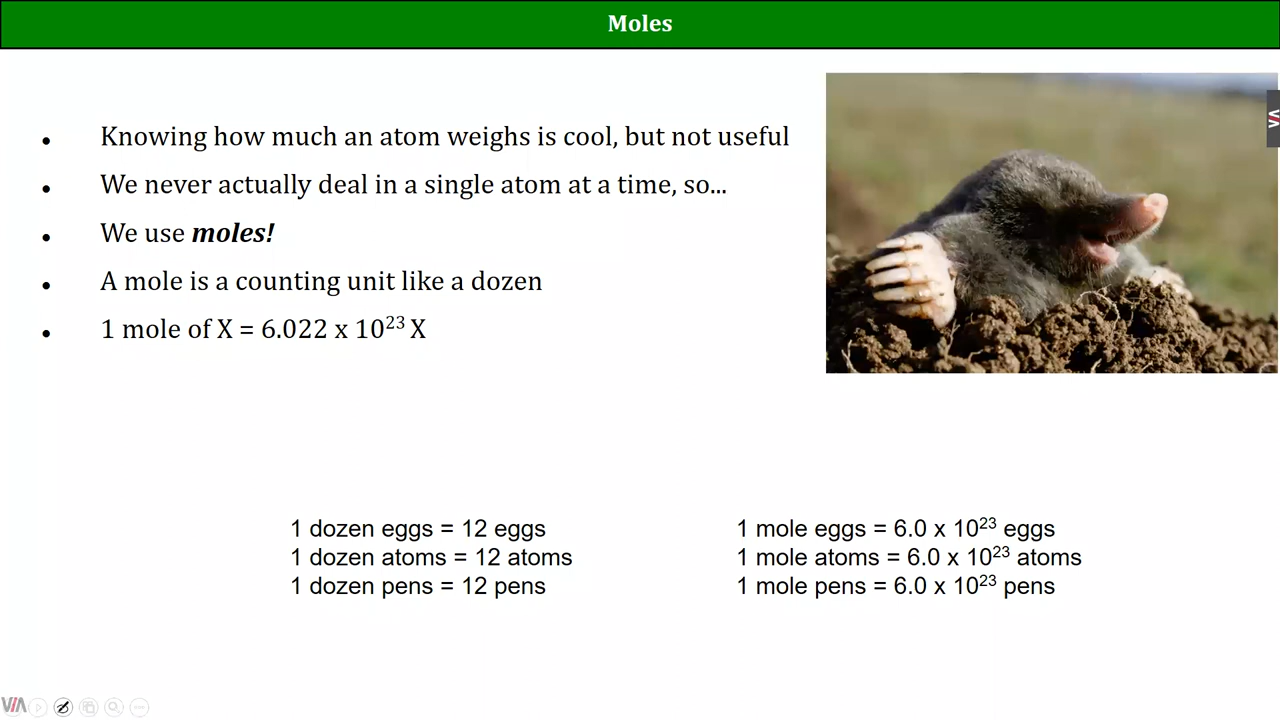 Moles
• Knowing how much an atom weighs is cool, but not useful
• We never actually deal in a single atom at a time, so...
• We use moles!
• A mole is a counting unit like a dozen
• 1 mole of X = 6.022 x 10²³ X
1 dozen eggs = 12 eggs
1 dozen atoms = 12 atoms
1 dozen pens = 12 pens
1 mole eggs = 6.0 x 10²³ eggs
1 mole atoms = 6.0 x 10²³ atoms
1 mole pens = 6.0 x 10²³ pens
VIA